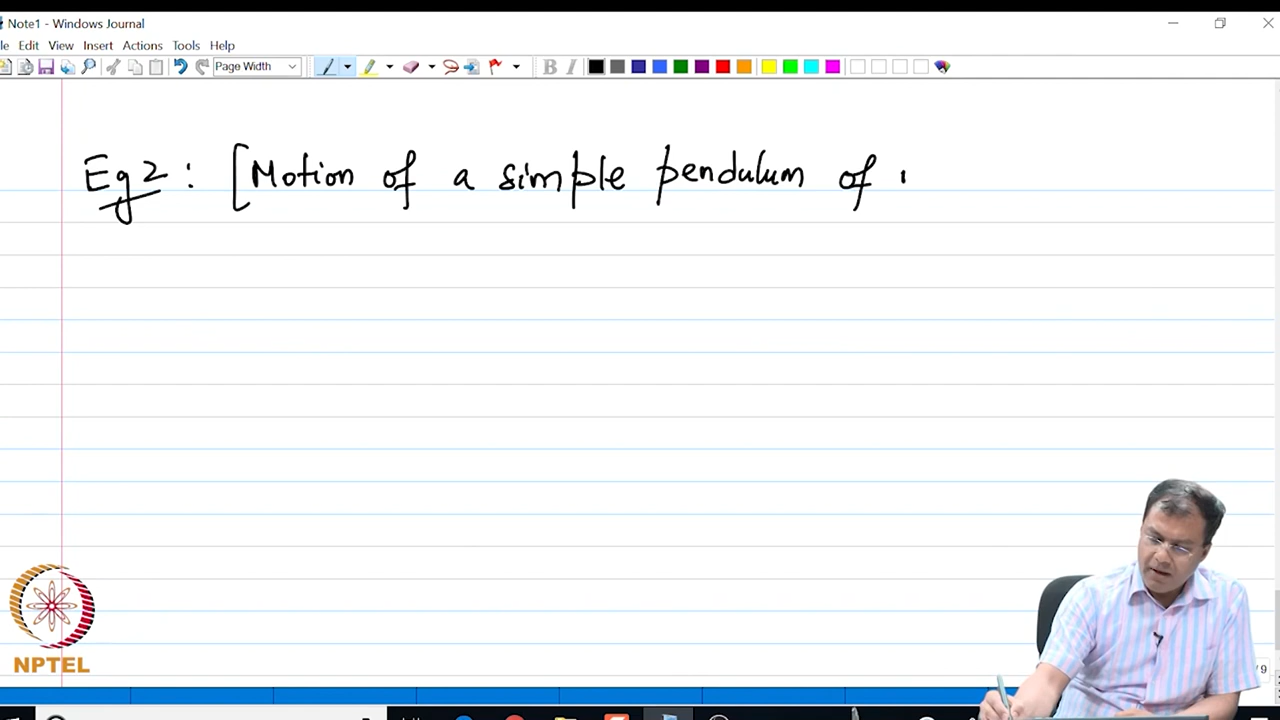 Note1 - Windows Journal
Edit View Insert Actions Tools Help
Page Width B I
Eg 2 : [Motion of a simple pendulum of
NPTEL
/9